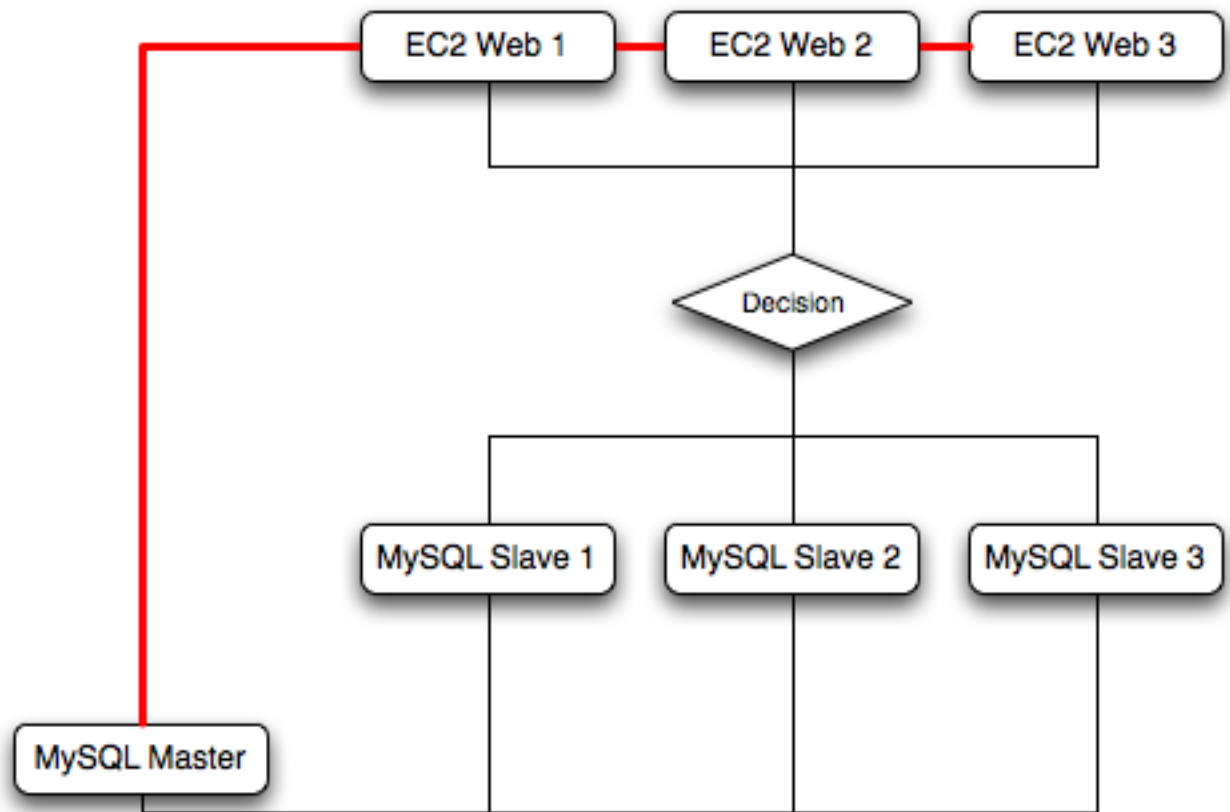 EC2 Web 1
EC2 Web 2
EC2 Web 3
Decision
MySQL Slave 1
MySQL Slave 2
MySQL Slave 3
MySQL Master